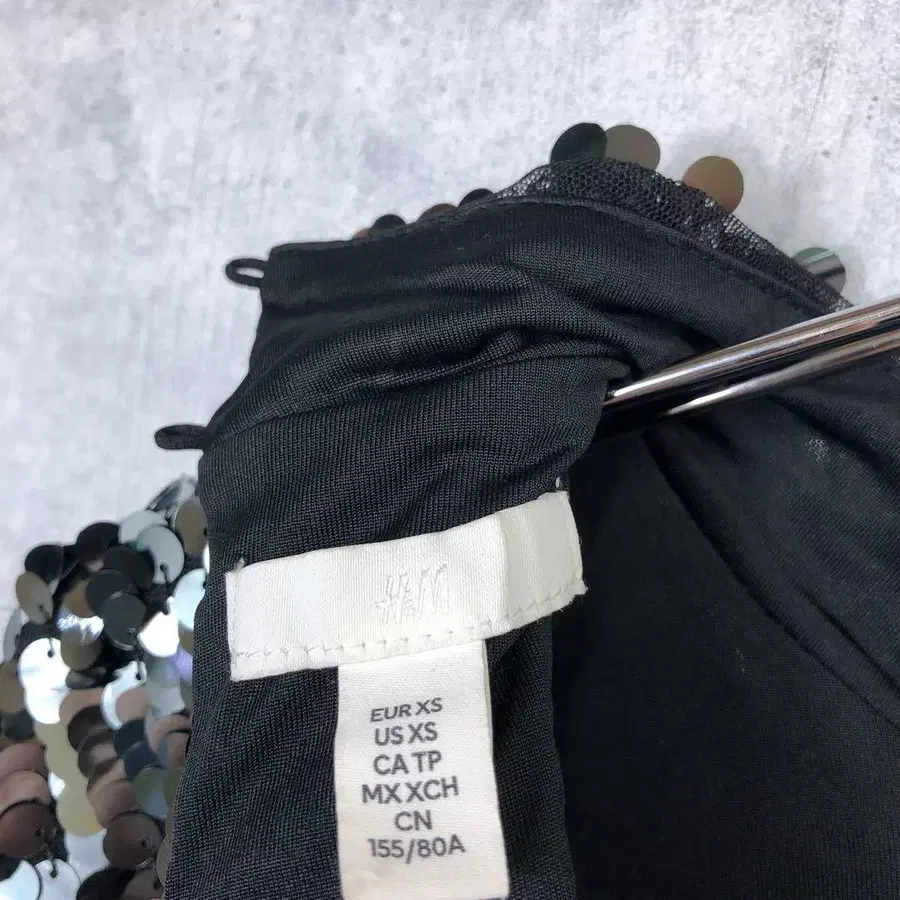 H&M
EUR XS
US XS
CA TP
MX XCH
CN
155/80A